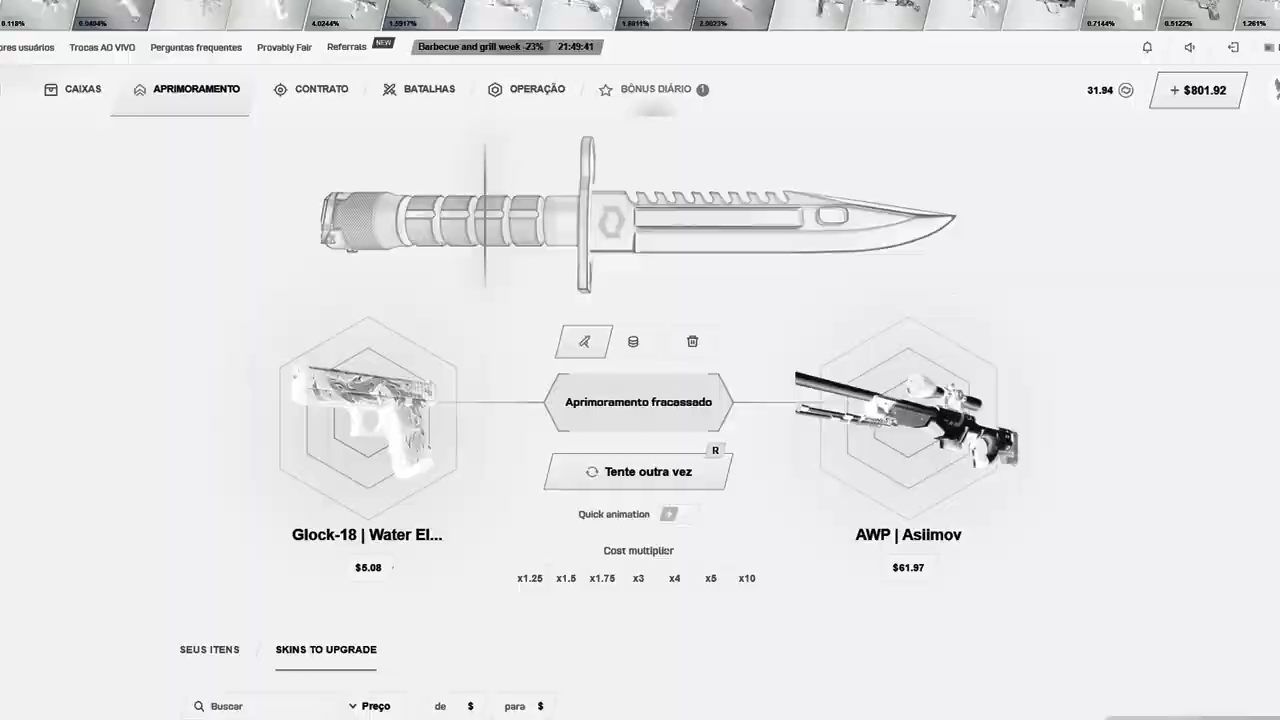 0.118% 0.9404% 4.0244% 1.5917% 1.6811% 2.0023% 0.7144% 0.5122% 1.261%
ores usuários Trocas AO VIVO Perguntas frequentes Provably Fair Referrals NEW Barbecue and grill week -23% 21:49:41
CAIXAS APRIMORAMENTO CONTRATO BATALHAS OPERAÇÃO BÔNUS DIÁRIO 1 31.94 + $801.92
Aprimoramento fracassado
R
Tente outra vez
Quick animation
Glock-18 | Water El... AWP | Asiimov
$5.08 $61.97
Cost multiplier
x1.25 x1.5 x1.75 x3 x4 x5 x10
SEUS ITENS / SKINS TO UPGRADE
Buscar Preço de $ para $